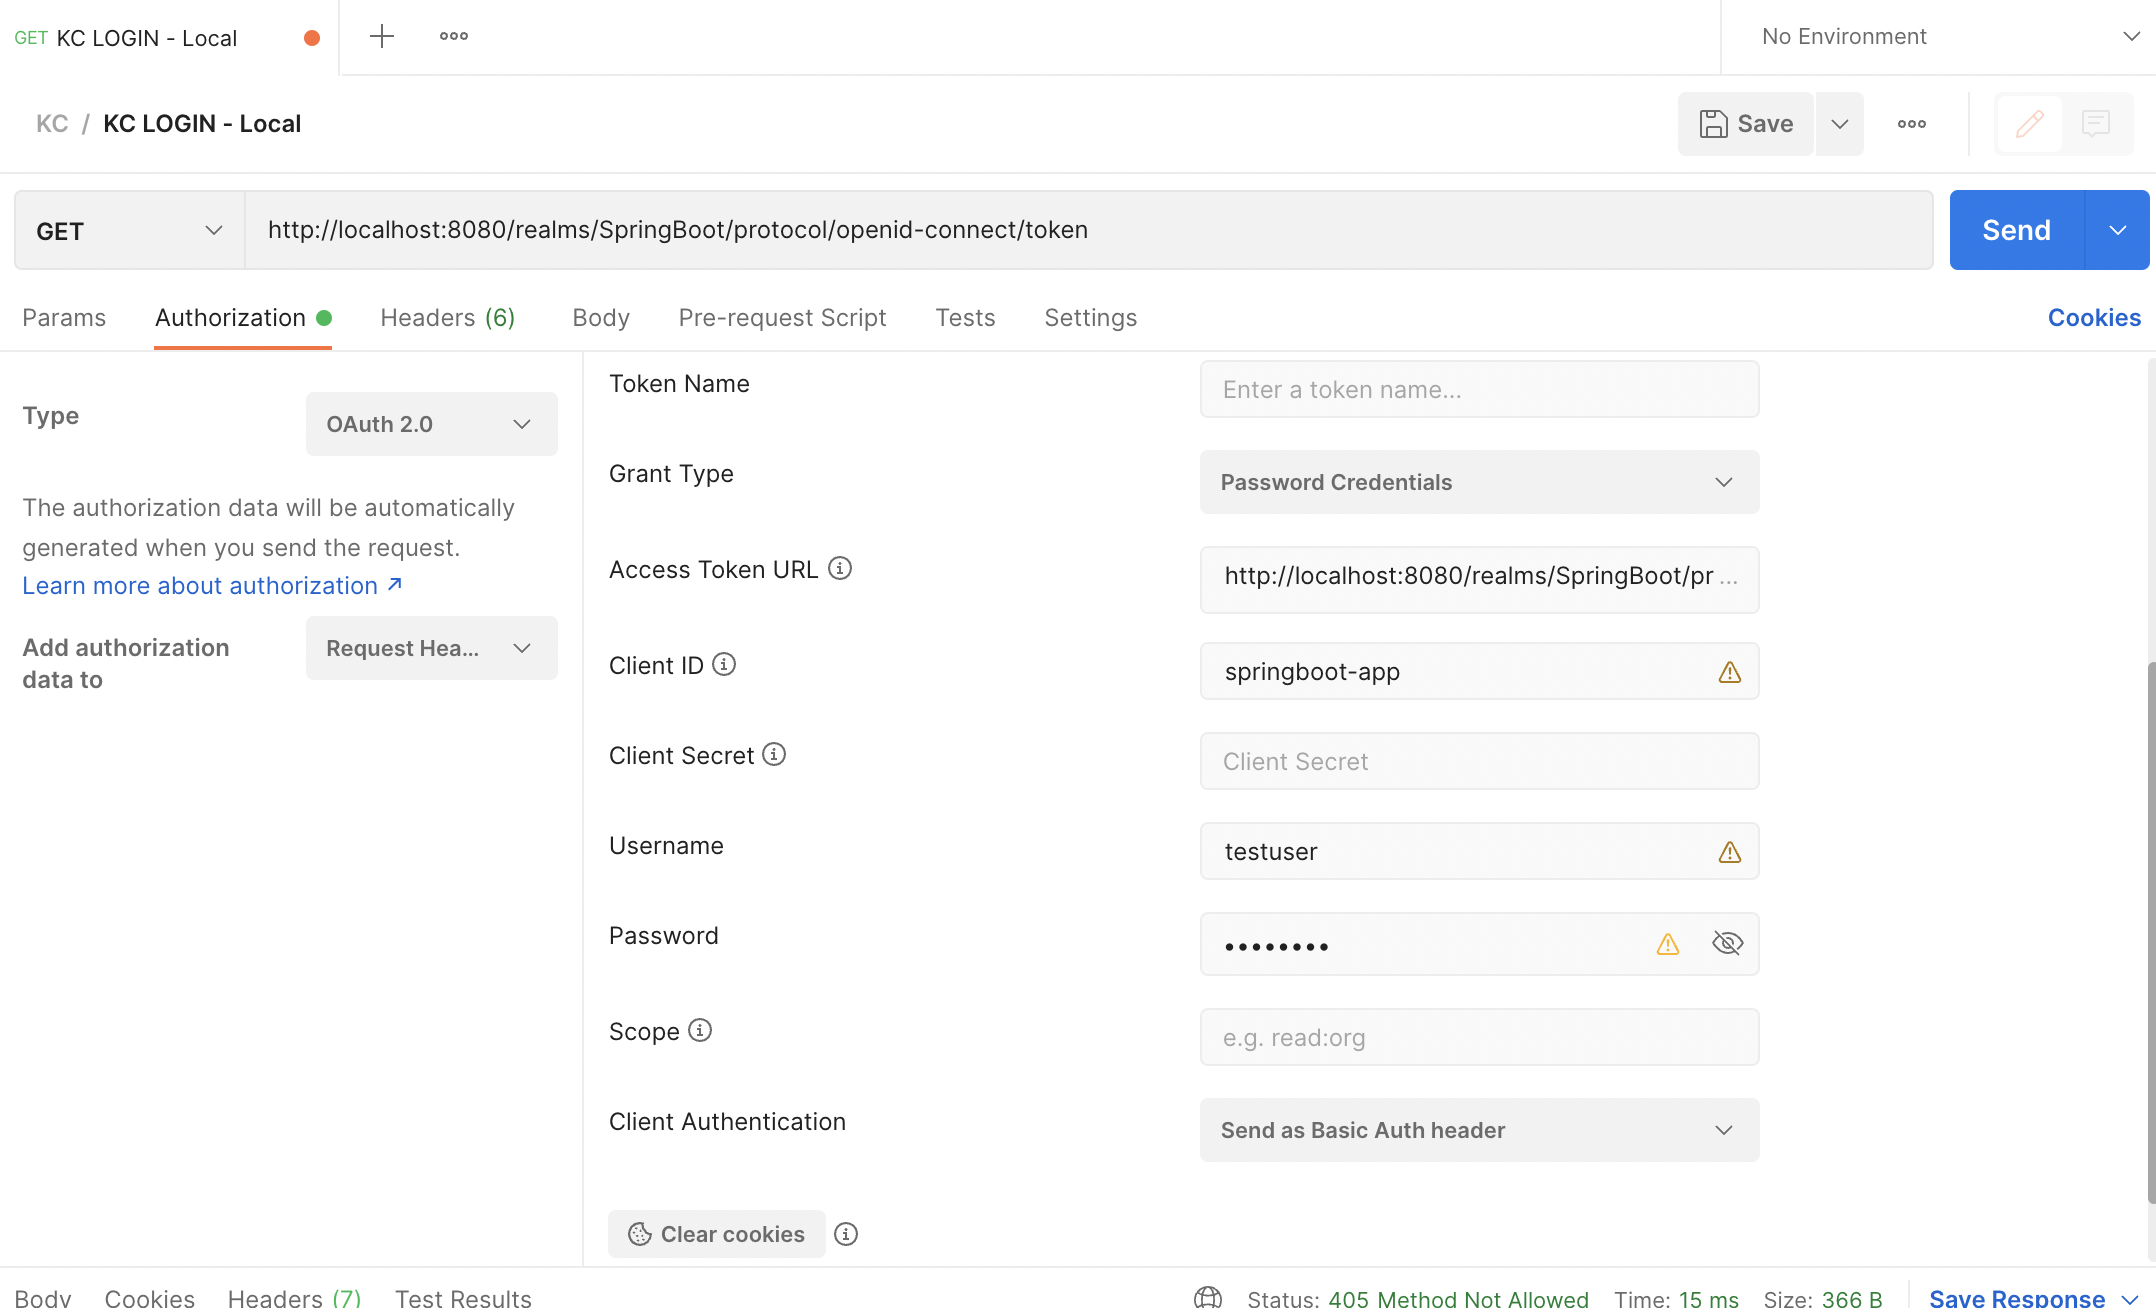 GET KC LOGIN - Local
No Environment
KC / KC LOGIN - Local
Save
GET
http://localhost:8080/realms/SpringBoot/protocol/openid-connect/token
Send
Params
Authorization
Headers (6)
Body
Pre-request Script
Tests
Settings
Cookies
Type
OAuth 2.0
The authorization data will be automatically
generated when you send the request.
Learn more about authorization ↗
Add authorization
data to
Request Hea...
Token Name
Enter a token name...
Grant Type
Password Credentials
Access Token URL
http://localhost:8080/realms/SpringBoot/pr ...
Client ID
springboot-app
Client Secret
Client Secret
Username
testuser
Password
••••••••
Scope
e.g. read:org
Client Authentication
Send as Basic Auth header
Clear cookies
Body
Cookies
Headers (7)
Test Results
Status: 405 Method Not Allowed
Time: 15 ms
Size: 366 B
Save Response